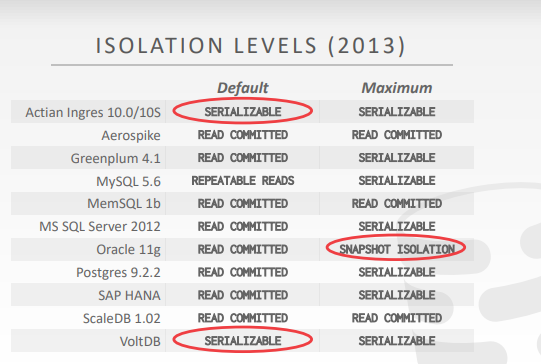 ISOLATION LEVELS (2013)
Default Maximum
Actian Ingres 10.0/10S SERIALIZABLE SERIALIZABLE
Aerospike READ COMMITTED READ COMMITTED
Greenplum 4.1 READ COMMITTED SERIALIZABLE
MySQL 5.6 REPEATABLE READS SERIALIZABLE
MemSQL 1b READ COMMITTED READ COMMITTED
MS SQL Server 2012 READ COMMITTED SERIALIZABLE
Oracle 11g READ COMMITTED SNAPSHOT ISOLATION
Postgres 9.2.2 READ COMMITTED SERIALIZABLE
SAP HANA READ COMMITTED SERIALIZABLE
ScaleDB 1.02 READ COMMITTED READ COMMITTED
VoltDB SERIALIZABLE SERIALIZABLE